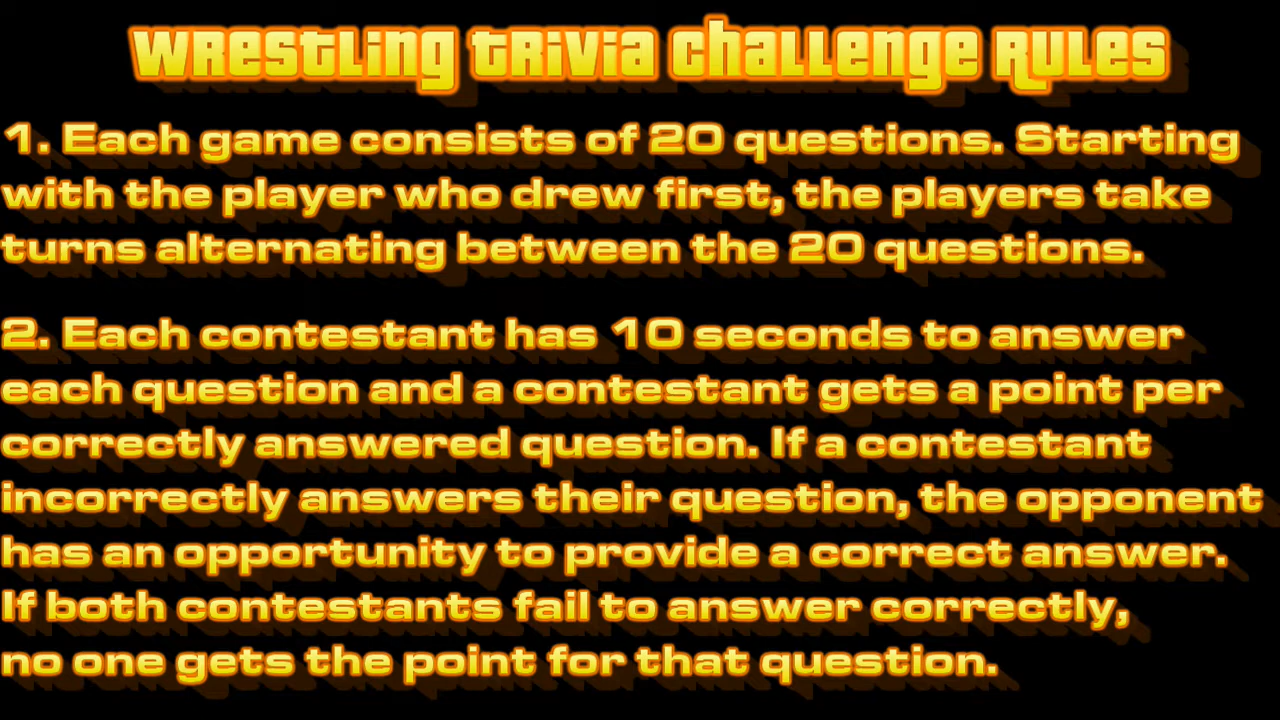 Wrestling Trivia Challenge Rules
1. Each game consists of 20 questions. Starting
with the player who drew first, the players take
turns alternating between the 20 questions.
2. Each contestant has 10 seconds to answer
each question and a contestant gets a point per
correctly answered question. If a contestant
incorrectly answers their question, the opponent
has an opportunity to provide a correct answer.
If both contestants fail to answer correctly,
no one gets the point for that question.